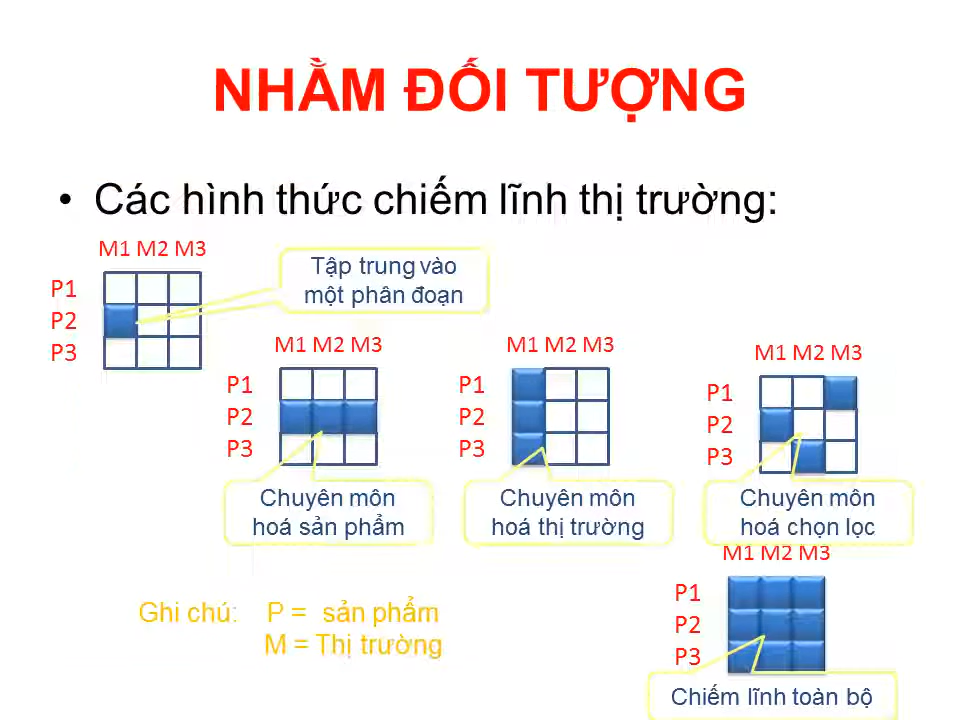 NHẰM ĐỐI TƯỢNG
• Các hình thức chiếm lĩnh thị trường:
M1 M2 M3
P1
P2
P3
Tập trung vào
một phân đoạn
M1 M2 M3
P1
P2
P3
Chuyên môn
hoá sản phẩm
M1 M2 M3
P1
P2
P3
Chuyên môn
hoá thị trường
M1 M2 M3
P1
P2
P3
Chuyên môn
hoá chọn lọc
M1 M2 M3
P1
P2
P3
Chiếm lĩnh toàn bộ
Ghi chú: P = sản phẩm
M = Thị trường